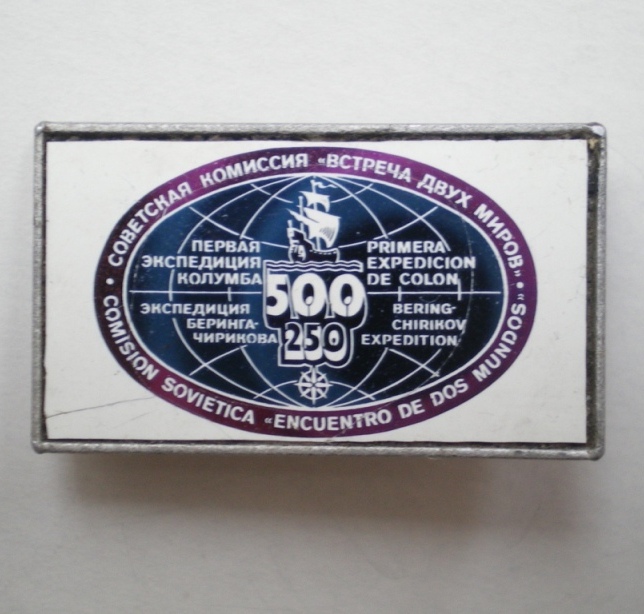 СОВЕТСКАЯ КОМИССИЯ «ВСТРЕЧА ДВУХ МИРОВ»
ПЕРВАЯ
ЭКСПЕДИЦИЯ
КОЛУМБА
PRIMERA
EXPEDICION
DE COLON
500
ЭКСПЕДИЦИЯ
БЕРИНГА-
ЧИРИКОВА
250
BERING-
CHIRIKOV
EXPEDITION
COMISION SOVIETICA «ENCUENTRO DE DOS MUNDOS»